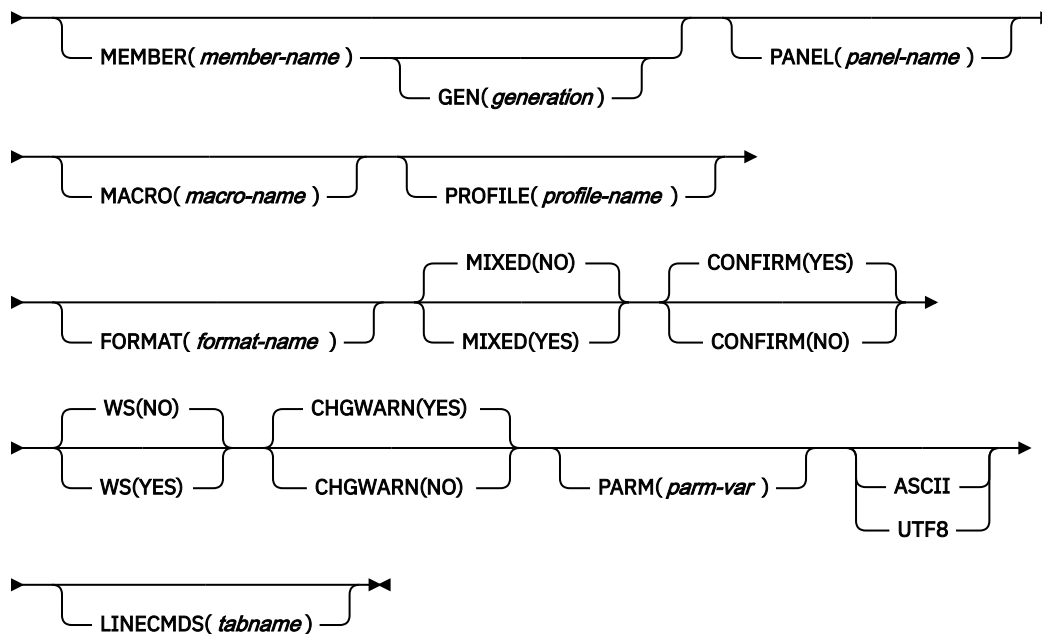 MEMBER( member-name )
GEN( generation )
PANEL( panel-name )
MACRO( macro-name )
PROFILE( profile-name )
FORMAT( format-name )
MIXED(NO)
MIXED(YES)
CONFIRM(YES)
CONFIRM(NO)
WS(NO)
WS(YES)
CHGWARN(YES)
CHGWARN(NO)
PARM( parm-var )
ASCII
UTF8
LINECMDS( tabname )